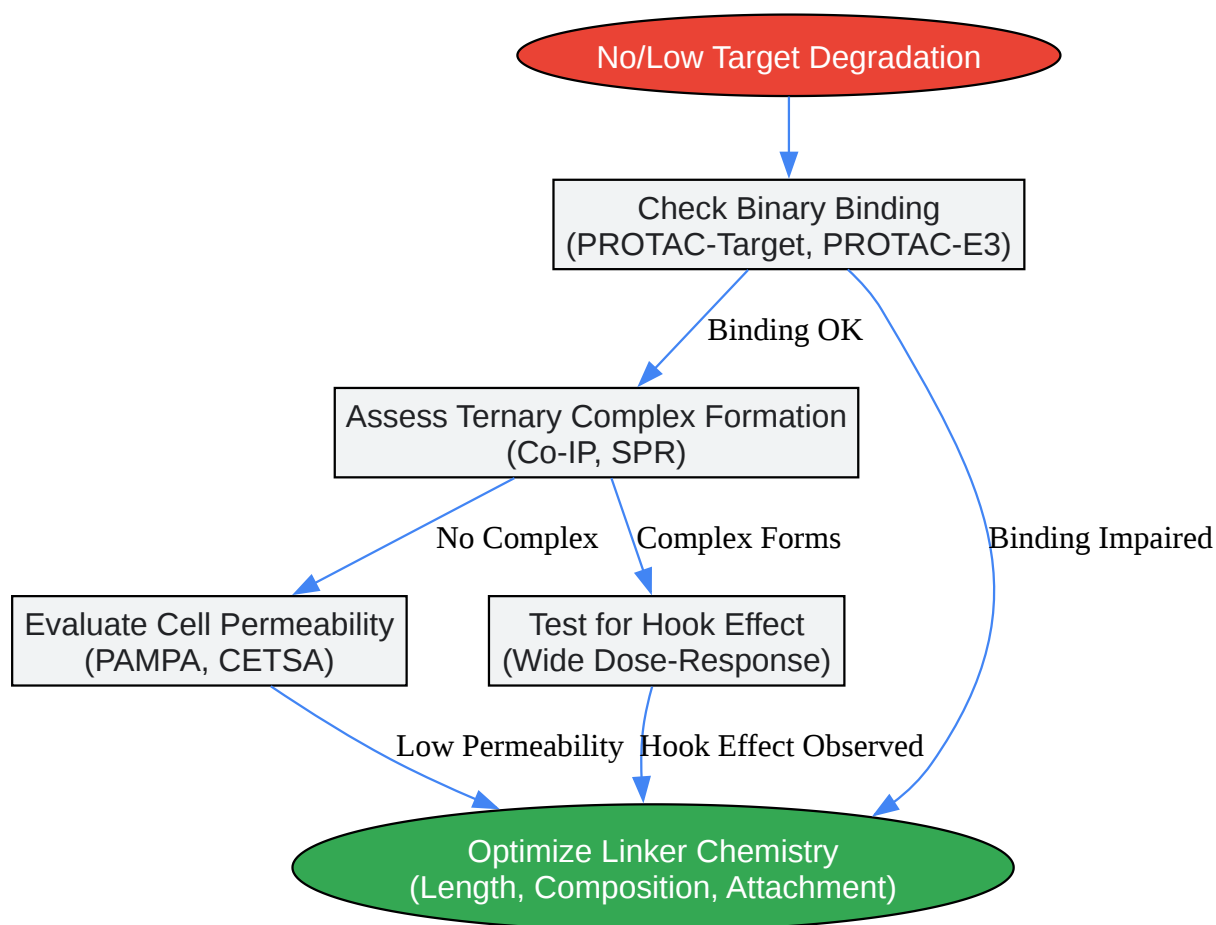 No/Low Target Degradation
Check Binary Binding
(PROTAC-Target, PROTAC-E3)
Binding OK
Assess Ternary Complex Formation
(Co-IP, SPR)
No Complex
Complex Forms
Binding Impaired
Evaluate Cell Permeability
(PAMPA, CETSA)
Test for Hook Effect
(Wide Dose-Response)
Low Permeability
Hook Effect Observed
Optimize Linker Chemistry
(Length, Composition, Attachment)